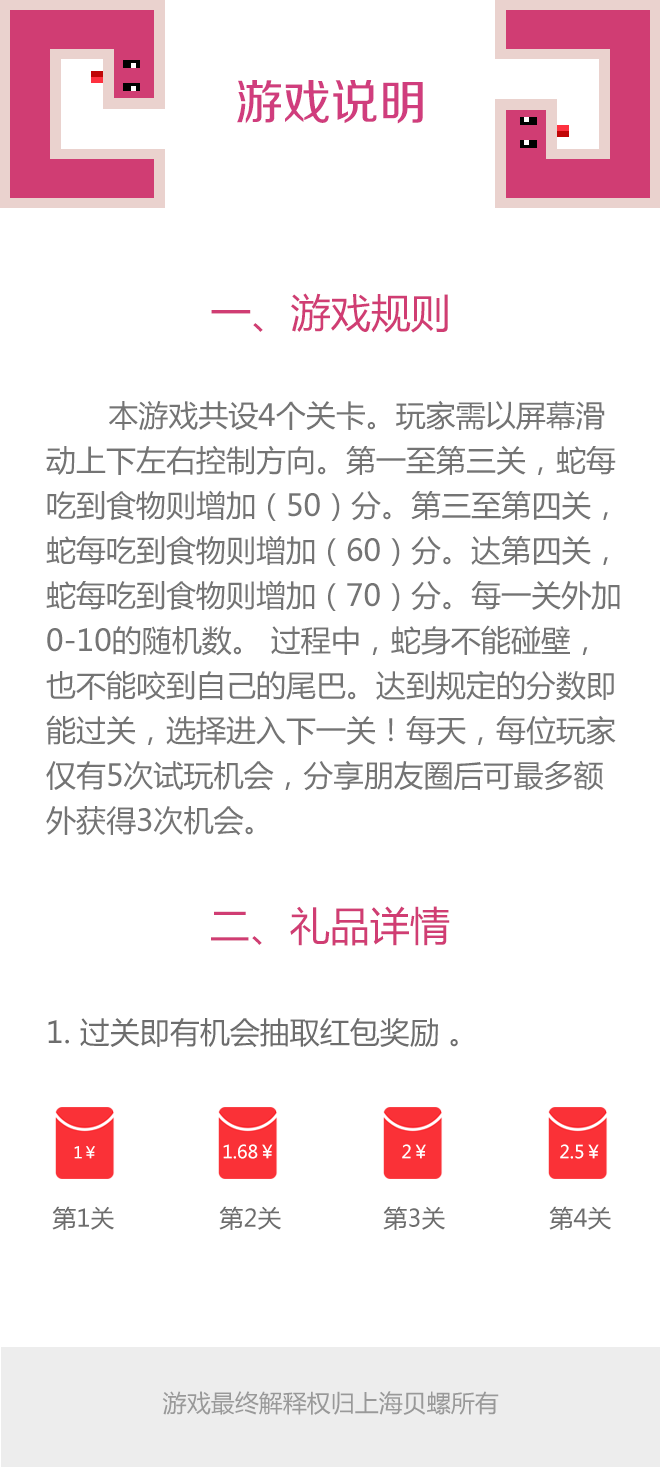 游戏说明
一、游戏规则
本游戏共设4个关卡。玩家需以屏幕滑
动上下左右控制方向。第一至第三关，蛇每
吃到食物则增加（50）分。第三至第四关，
蛇每吃到食物则增加（60）分。达第四关，
蛇每吃到食物则增加（70）分。每一关外加
0-10的随机数。 过程中，蛇身不能碰壁，
也不能咬到自己的尾巴。达到规定的分数即
能过关，选择进入下一关！每天，每位玩家
仅有5次试玩机会，分享朋友圈后可最多额
外获得3次机会。
二、礼品详情
1. 过关即有机会抽取红包奖励 。
1¥ 1.68¥ 2¥ 2.5¥
第1关 第2关 第3关 第4关
游戏最终解释权归上海贝螺所有